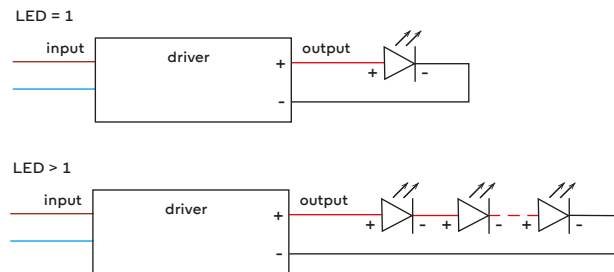 LED = 1
input
driver
output
+
-
+
-
LED > 1
input
driver
output
+
-
+
-
+
-
+
-